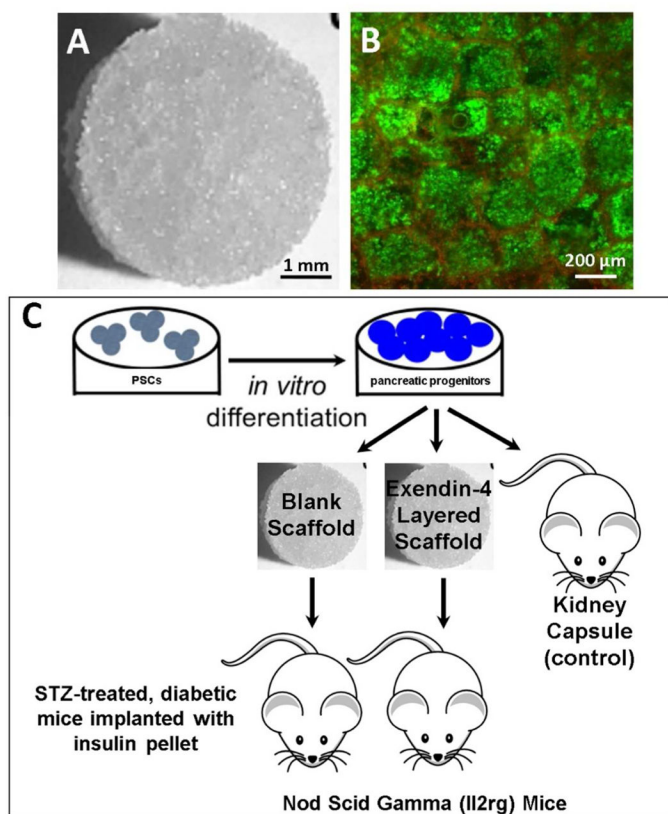 A
1 mm
B
200 µm
C
PSCs
in vitro
differentiation
pancreatic progenitors
Blank
Scaffold
Exendin-4
Layered
Scaffold
Kidney
Capsule
(control)
STZ-treated, diabetic
mice implanted with
insulin pellet
Nod Scid Gamma (Il2rg) Mice